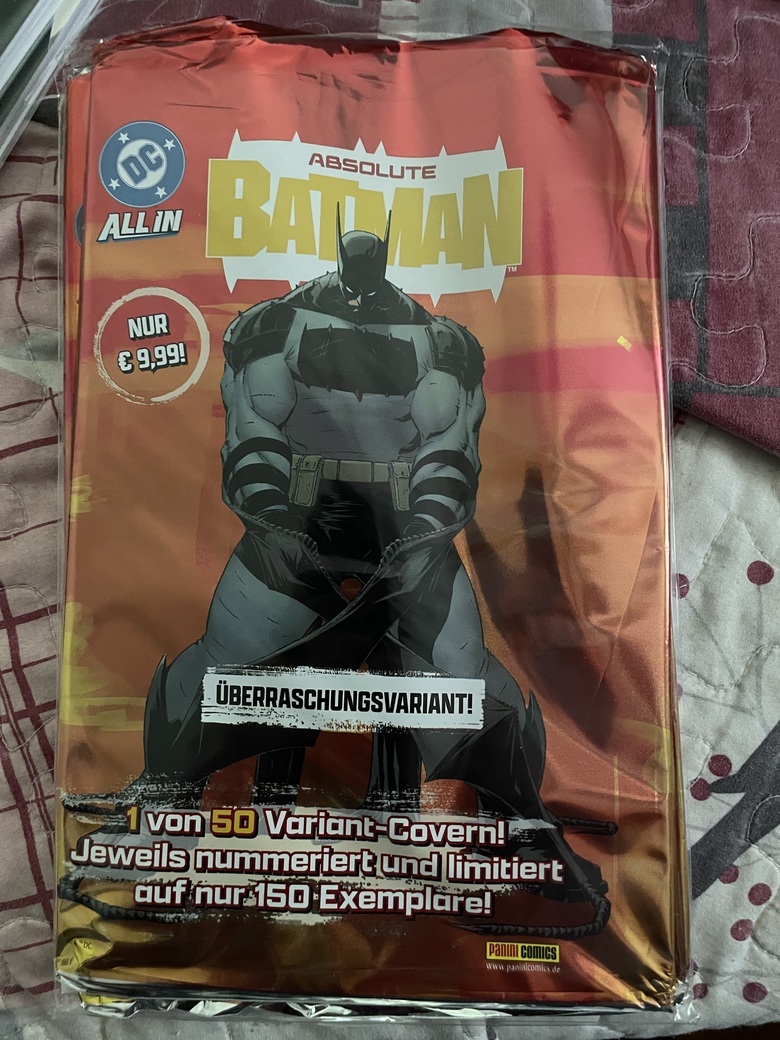 DC
ALL IN
ABSOLUTE
BATMAN
TM
NUR
€ 9,99!
ÜBERRASCHUNGSVARIANT!
1 von 50 Variant-Covern!
Jeweils nummeriert und limitiert
auf nur 150 Exemplare!
PANINI COMICS
www.paninicomics.de